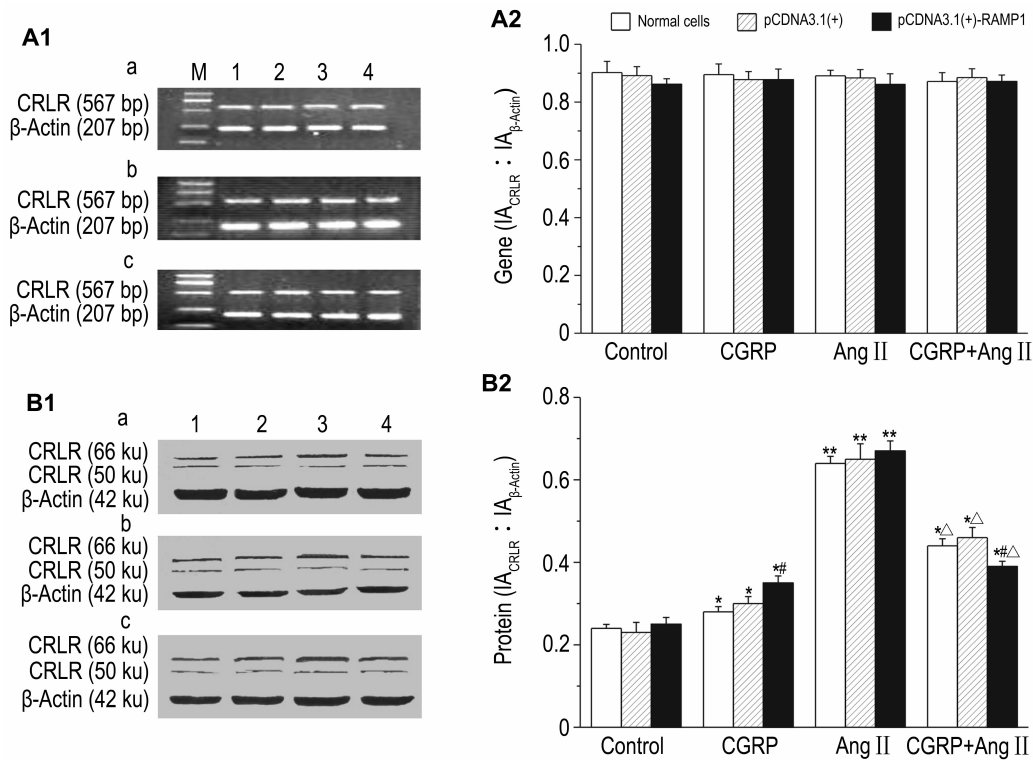 A1
a
M 1 2 3 4
CRLR (567 bp)
β-Actin (207 bp)
b
CRLR (567 bp)
β-Actin (207 bp)
c
CRLR (567 bp)
β-Actin (207 bp)
A2
Normal cells pCDNA3.1(+) pCDNA3.1(+)-RAMP1
Gene (IA_CRLR : IA_β-Actin)
1.0
0.8
0.6
0.4
0.2
0
Control CGRP Ang Ⅱ CGRP+Ang Ⅱ
B1
a
1 2 3 4
CRLR (66 ku)
CRLR (50 ku)
β-Actin (42 ku)
b
CRLR (66 ku)
CRLR (50 ku)
β-Actin (42 ku)
c
CRLR (66 ku)
CRLR (50 ku)
β-Actin (42 ku)
B2
Protein (IA_CRLR : IA_β-Actin)
0.8
0.6
0.4
0.2
0
* * *#
** ** **
*△ *△ *#△
Control CGRP Ang Ⅱ CGRP+Ang Ⅱ